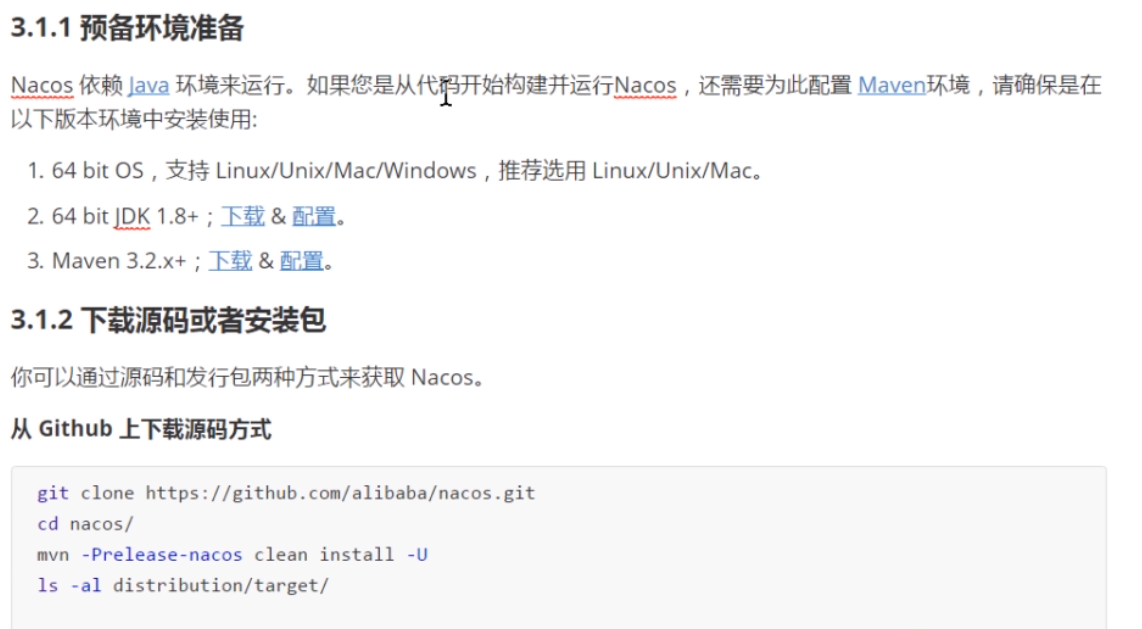 3.1.1 预备环境准备
Nacos 依赖 Java 环境来运行。如果您是从代码开始构建并运行Nacos，还需要为此配置 Maven环境，请确保是在
以下版本环境中安装使用:
1. 64 bit OS，支持 Linux/Unix/Mac/Windows，推荐选用 Linux/Unix/Mac。
2. 64 bit JDK 1.8+；下载 & 配置。
3. Maven 3.2.x+；下载 & 配置。
3.1.2 下载源码或者安装包
你可以通过源码和发行包两种方式来获取 Nacos。
从 Github 上下载源码方式
git clone https://github.com/alibaba/nacos.git
cd nacos/
mvn -Prelease-nacos clean install -U
ls -al distribution/target/